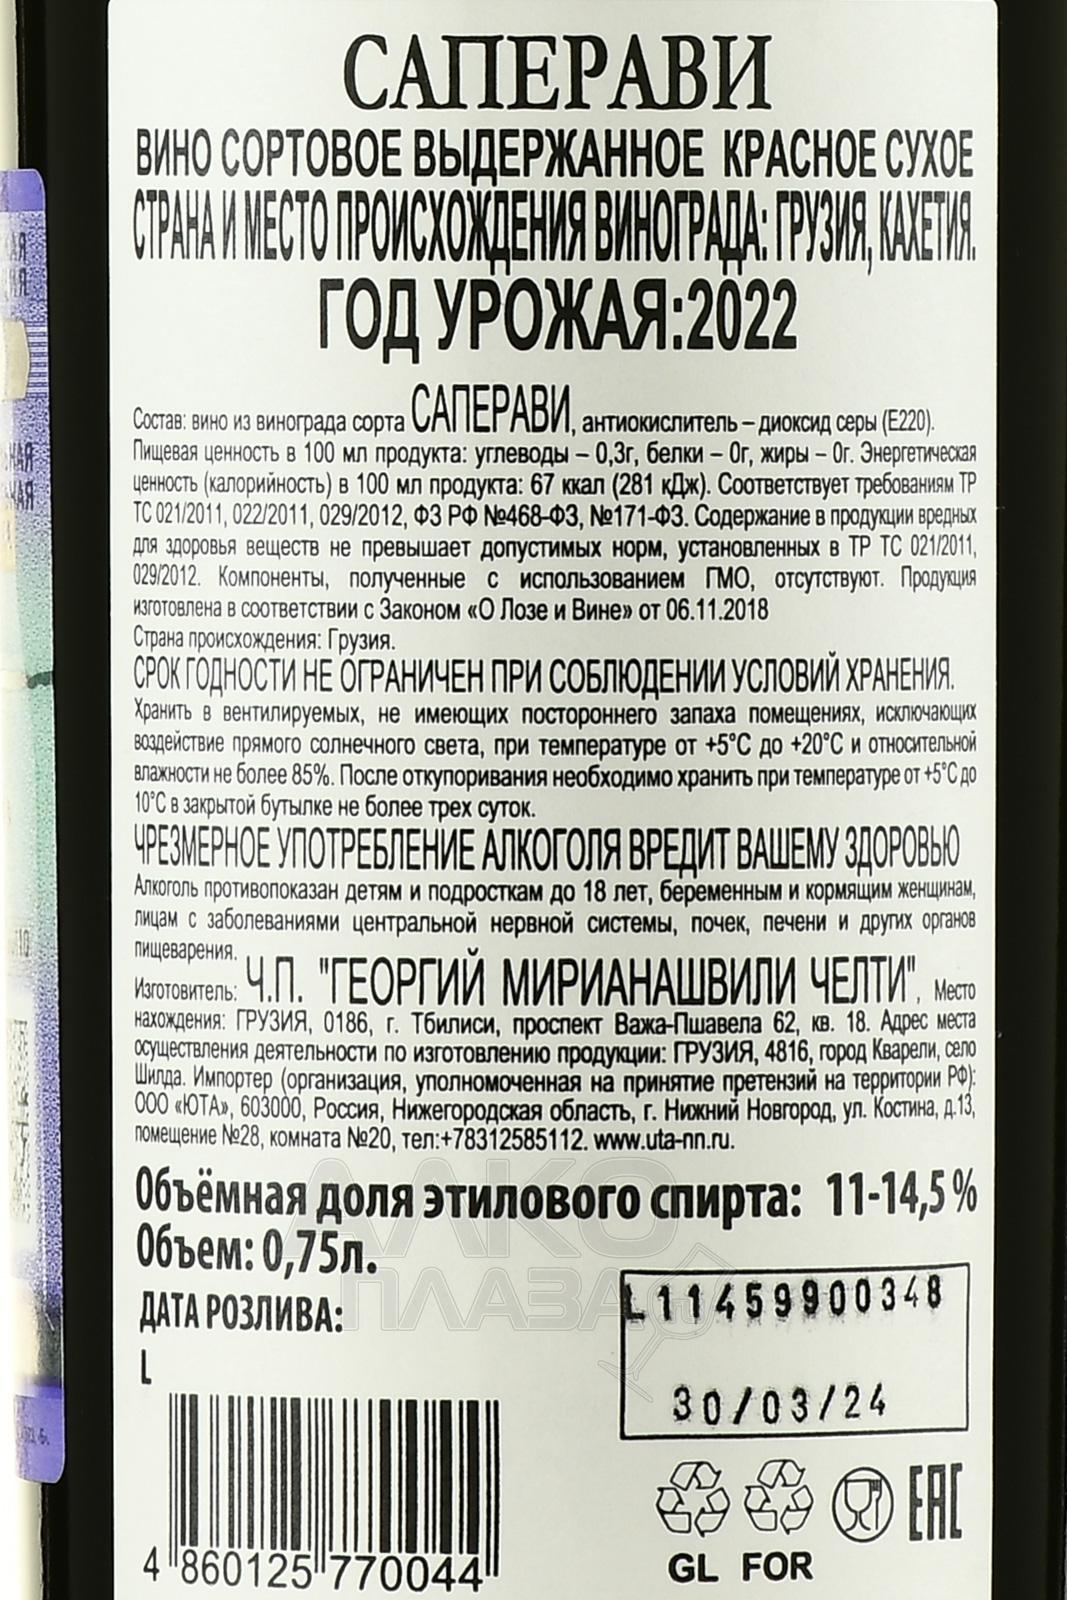 САПЕРАВИ
ВИНО СОРТОВОЕ ВЫДЕРЖАННОЕ КРАСНОЕ СУХОЕ
СТРАНА И МЕСТО ПРОИСХОЖДЕНИЯ ВИНОГРАДА: ГРУЗИЯ, КАХЕТИЯ.
ГОД УРОЖАЯ:2022
Состав: вино из винограда сорта САПЕРАВИ, антиокислитель – диоксид серы (Е220).
Пищевая ценность в 100 мл продукта: углеводы – 0,3г, белки – 0г, жиры – 0г. Энергетическая
ценность (калорийность) в 100 мл продукта: 67 ккал (281 кДж). Соответствует требованиям ТР
ТС 021/2011, 022/2011, 029/2012, ФЗ РФ №468-ФЗ, №171-ФЗ. Содержание в продукции вредных
для здоровья веществ не превышает допустимых норм, установленных в ТР ТС 021/2011,
029/2012. Компоненты, полученные с использованием ГМО, отсутствуют. Продукция
изготовлена в соответствии с Законом «О Лозе и Вине» от 06.11.2018
Страна происхождения: Грузия.
СРОК ГОДНОСТИ НЕ ОГРАНИЧЕН ПРИ СОБЛЮДЕНИИ УСЛОВИЙ ХРАНЕНИЯ.
Хранить в вентилируемых, не имеющих постороннего запаха помещениях, исключающих
воздействие прямого солнечного света, при температуре от +5°С до +20°С и относительной
влажности не более 85%. После откупоривания необходимо хранить при температуре от +5°С до
10°С в закрытой бутылке не более трех суток.
ЧРЕЗМЕРНОЕ УПОТРЕБЛЕНИЕ АЛКОГОЛЯ ВРЕДИТ ВАШЕМУ ЗДОРОВЬЮ
Алкоголь противопоказан детям и подросткам до 18 лет, беременным и кормящим женщинам,
лицам с заболеваниями центральной нервной системы, почек, печени и других органов
пищеварения.
Изготовитель: Ч.П. "ГЕОРГИЙ МИРИАНАШВИЛИ ЧЕЛТИ", Место
нахождения: ГРУЗИЯ, 0186, г. Тбилиси, проспект Важа-Пшавела 62, кв. 18. Адрес места
осуществления деятельности по изготовлению продукции: ГРУЗИЯ, 4816, город Кварели, село
Шилда. Импортер (организация, уполномоченная на принятие претензий на территории РФ):
ООО «ЮТА», 603000, Россия, Нижегородская область, г. Нижний Новгород, ул. Костина, д.13,
помещение №28, комната №20, тел:+78312585112. www.uta-nn.ru.
Объёмная доля этилового спирта: 11-14,5 %
Объем: 0,75л.
АЛКО
ПЛАЗА
.ru
ДАТА РОЗЛИВА:
L
L11459900348
30/03/24
4 860125 770044
GL FOR
EAC